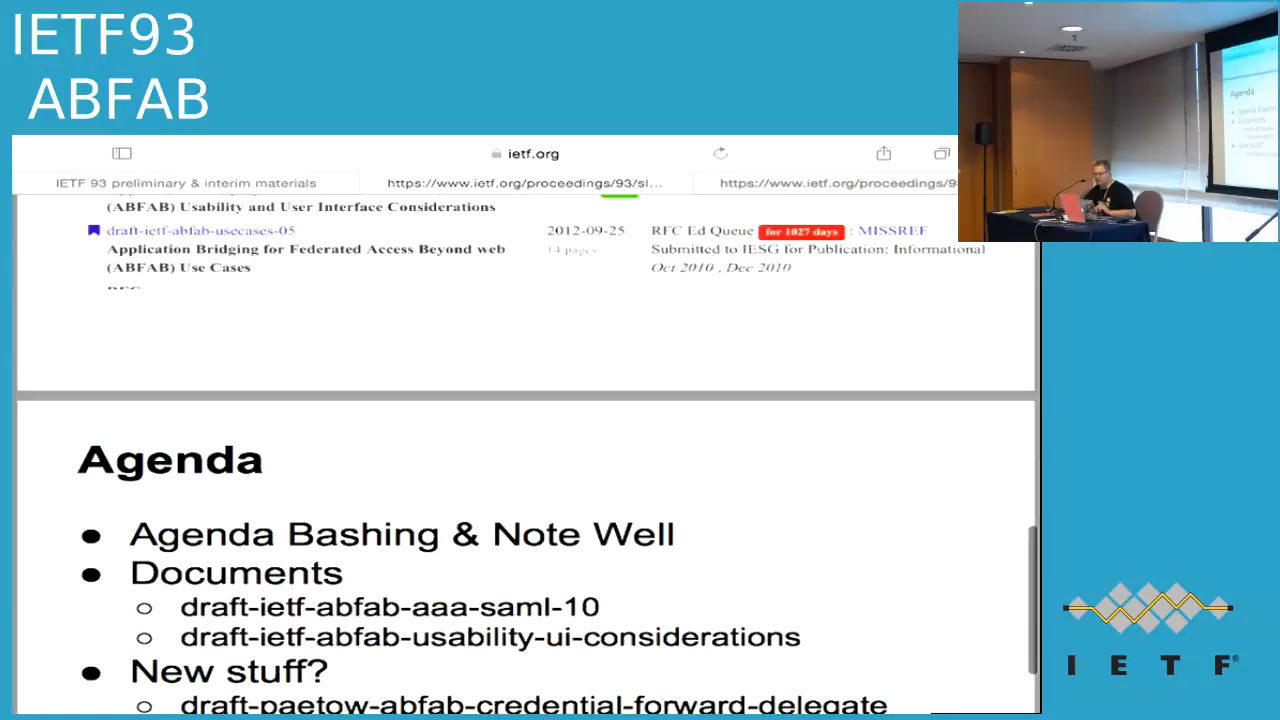 IETF93
ABFAB
ietf.org
IETF 93 preliminary & interim materials
https://www.ietf.org/proceedings/93/sl...
https://www.ietf.org/proceedings/93
(ABFAB) Usability and User Interface Considerations
draft-ietf-abfab-usecases-05 2012-09-25 RFC Ed Queue for 1027 days : MISSREF
Application Bridging for Federated Access Beyond web 14 pages Submitted to IESG for Publication: Informational
(ABFAB) Use Cases Oct 2010 , Dec 2010
Agenda
● Agenda Bashing & Note Well
● Documents
○ draft-ietf-abfab-aaa-saml-10
○ draft-ietf-abfab-usability-ui-considerations
● New stuff?
○ draft-paetow-abfab-credential-forward-delegate
Agenda
I E T F®